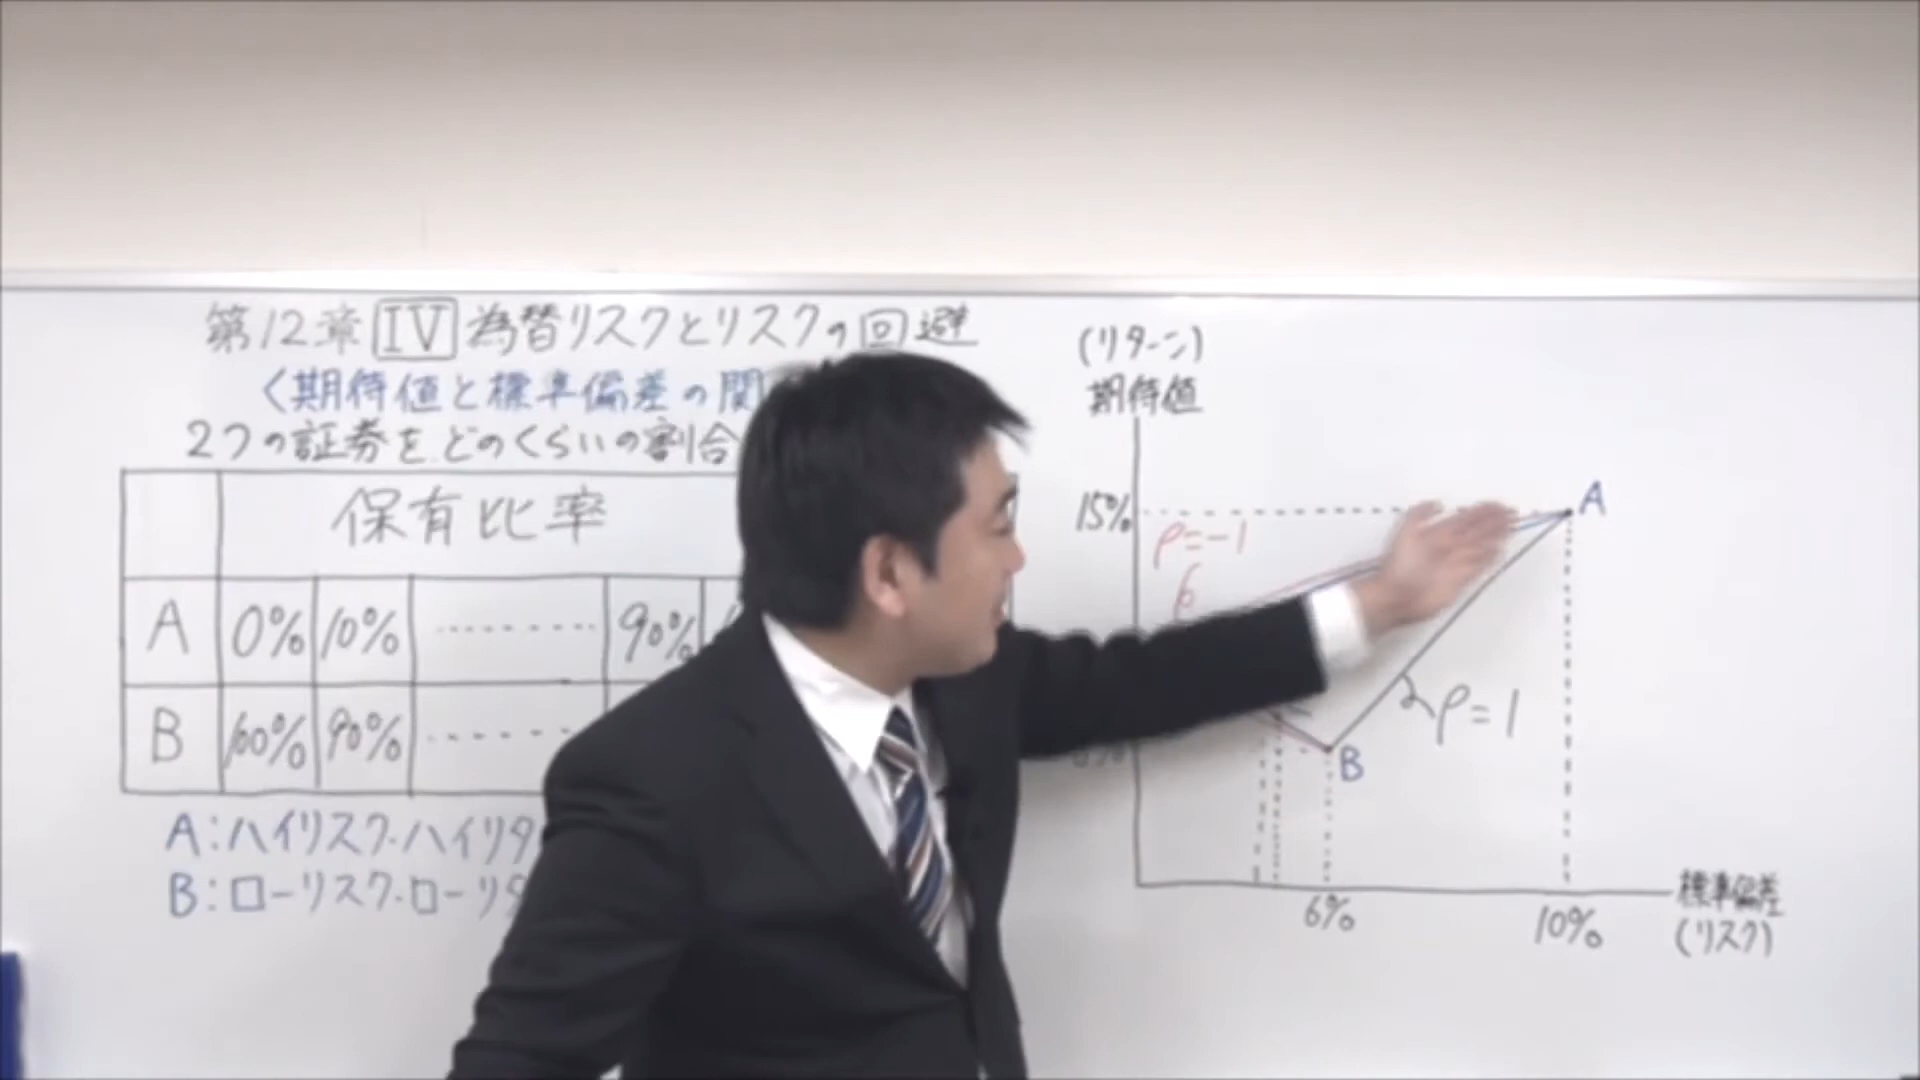 第12章 IV 為替リスクとリスクの回避
〈期待値と標準偏差の関
2つの証券をどのくらいの割合
保有比率
A 0% 10% ・・・・・・ 90%
B 100% 90% ・・・・・・
A:ハイリスク・ハイリタ
B:ローリスク・ローリタ
(リターン)
期待値
15%
A
ρ=-1
ρ=1
B
6%
10%
標準偏差
(リスク)